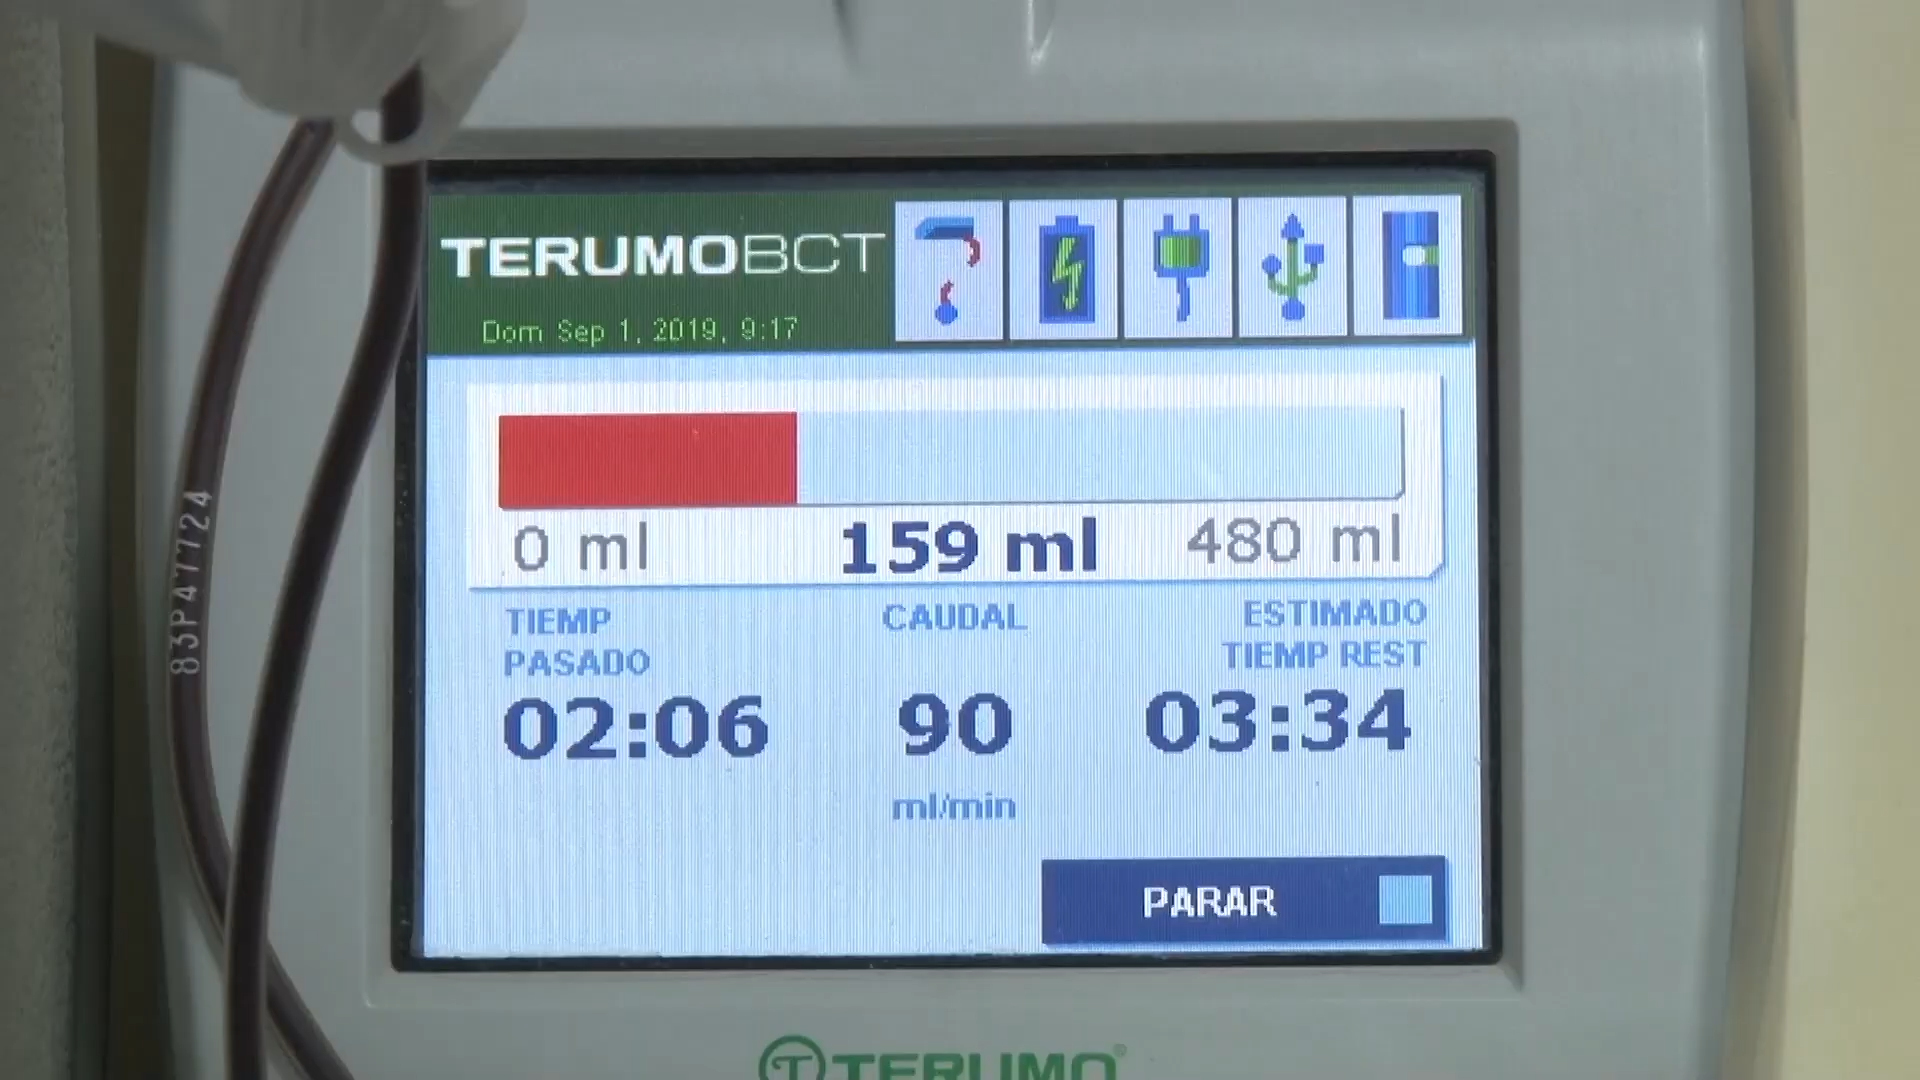 TERUMOBCT
Dom Sep 1, 2019, 9:17
0 ml 159 ml 480 ml
TIEMP PASADO
02:06
CAUDAL
90
ml/min
ESTIMADO
TIEMP REST
03:34
PARAR
83P47724
TERUMO®